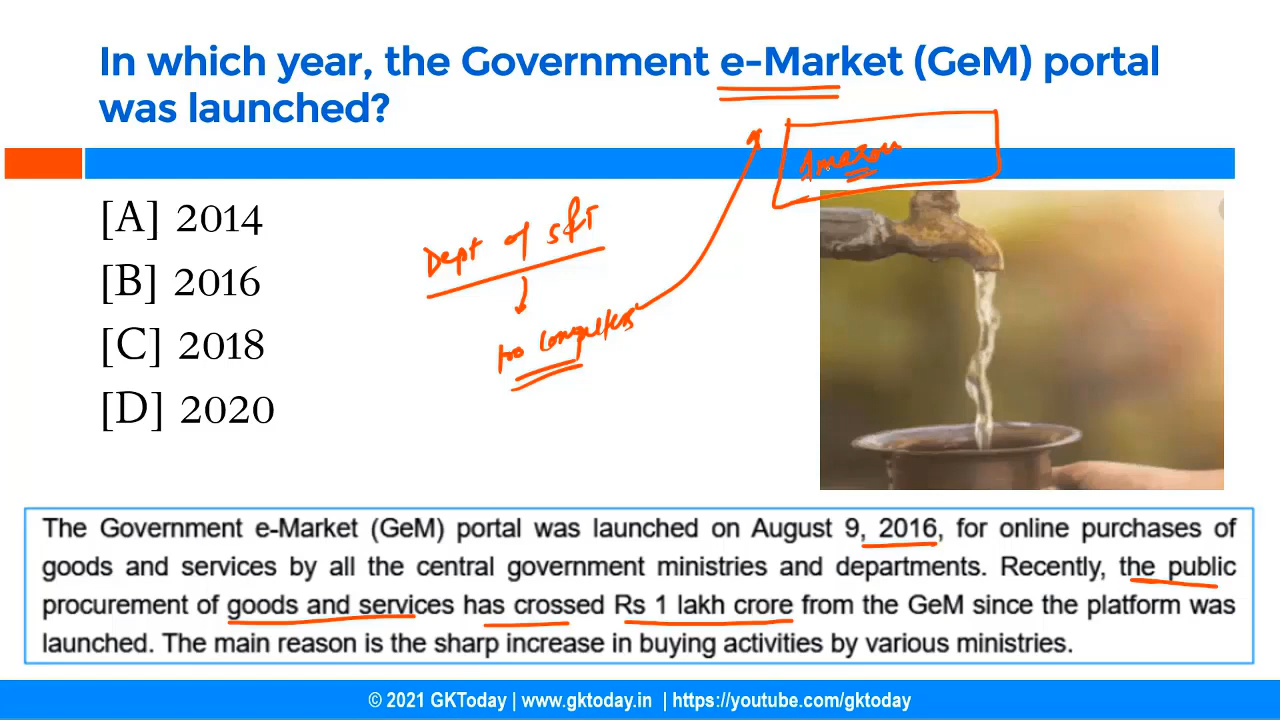 In which year, the Government e-Market (GeM) portal
was launched?
Amazon
[A] 2014
Dept of S&T
[B] 2016
100 computers
[C] 2018
[D] 2020
The Government e-Market (GeM) portal was launched on August 9, 2016, for online purchases of
goods and services by all the central government ministries and departments. Recently, the public
procurement of goods and services has crossed Rs 1 lakh crore from the GeM since the platform was
launched. The main reason is the sharp increase in buying activities by various ministries.
© 2021 GKToday | www.gktoday.in | https://youtube.com/gktoday